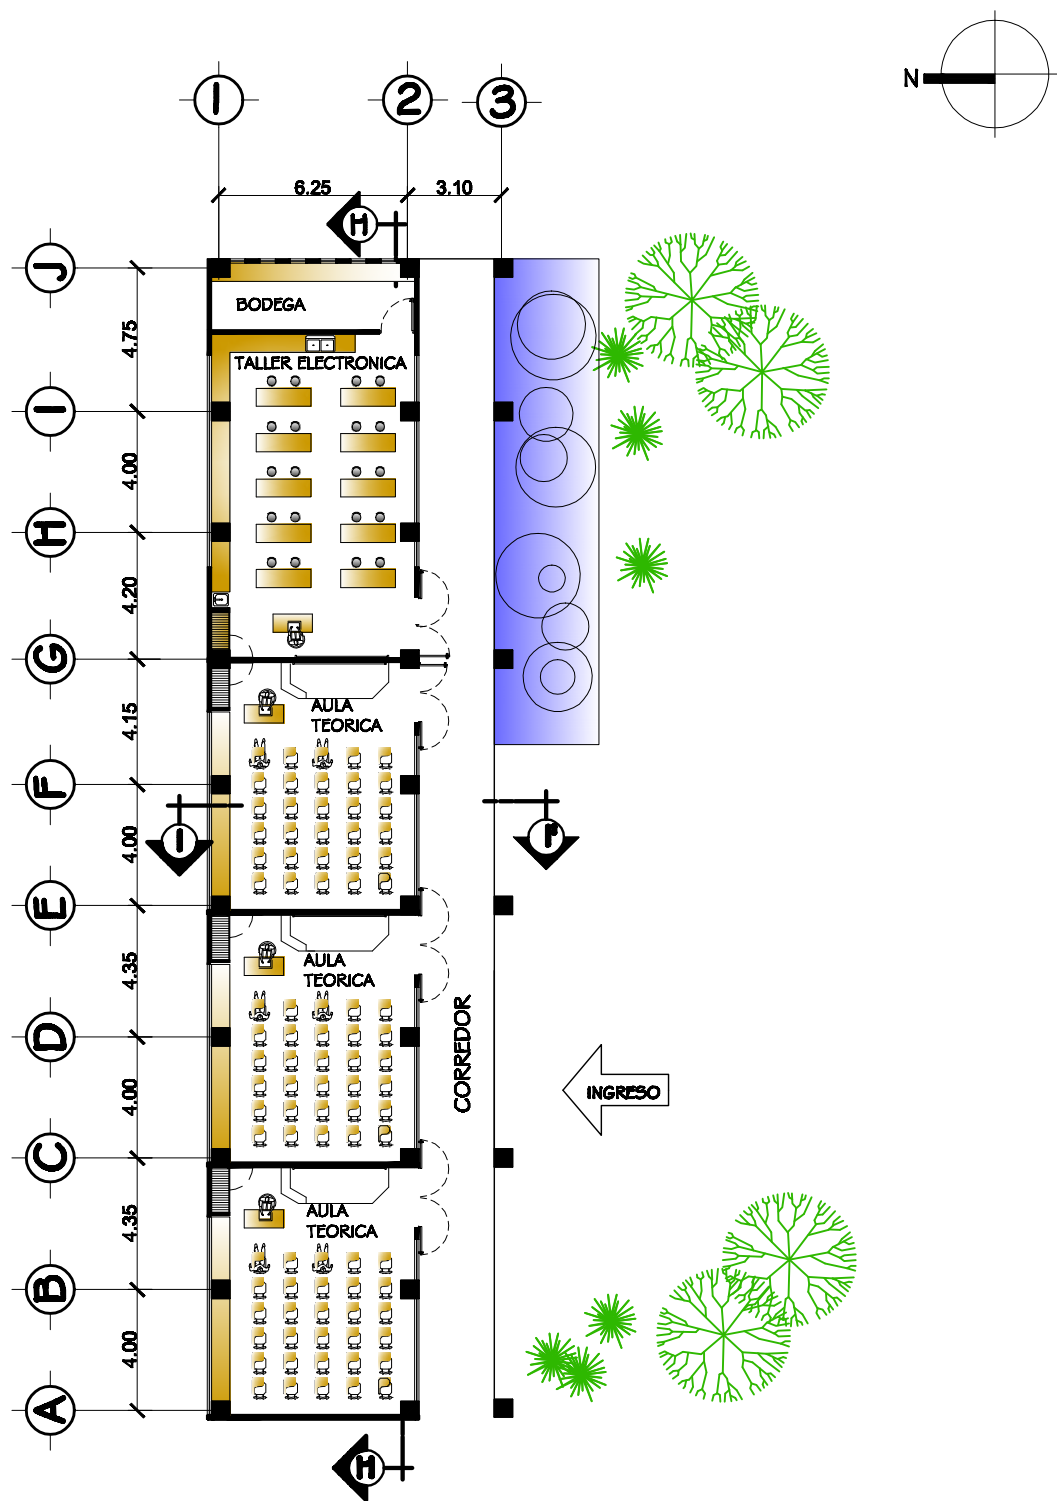 N
1 2 3
6.25 3.10
H
J
BODEGA
4.75
TALLER ELECTRONICA
I
4.00
H
4.20
G
4.15
AULA
TEORICA
F
4.00
I
I'
E
4.35
AULA
TEORICA
D
CORREDOR
4.00
INGRESO
C
4.35
AULA
TEORICA
B
4.00
A
H